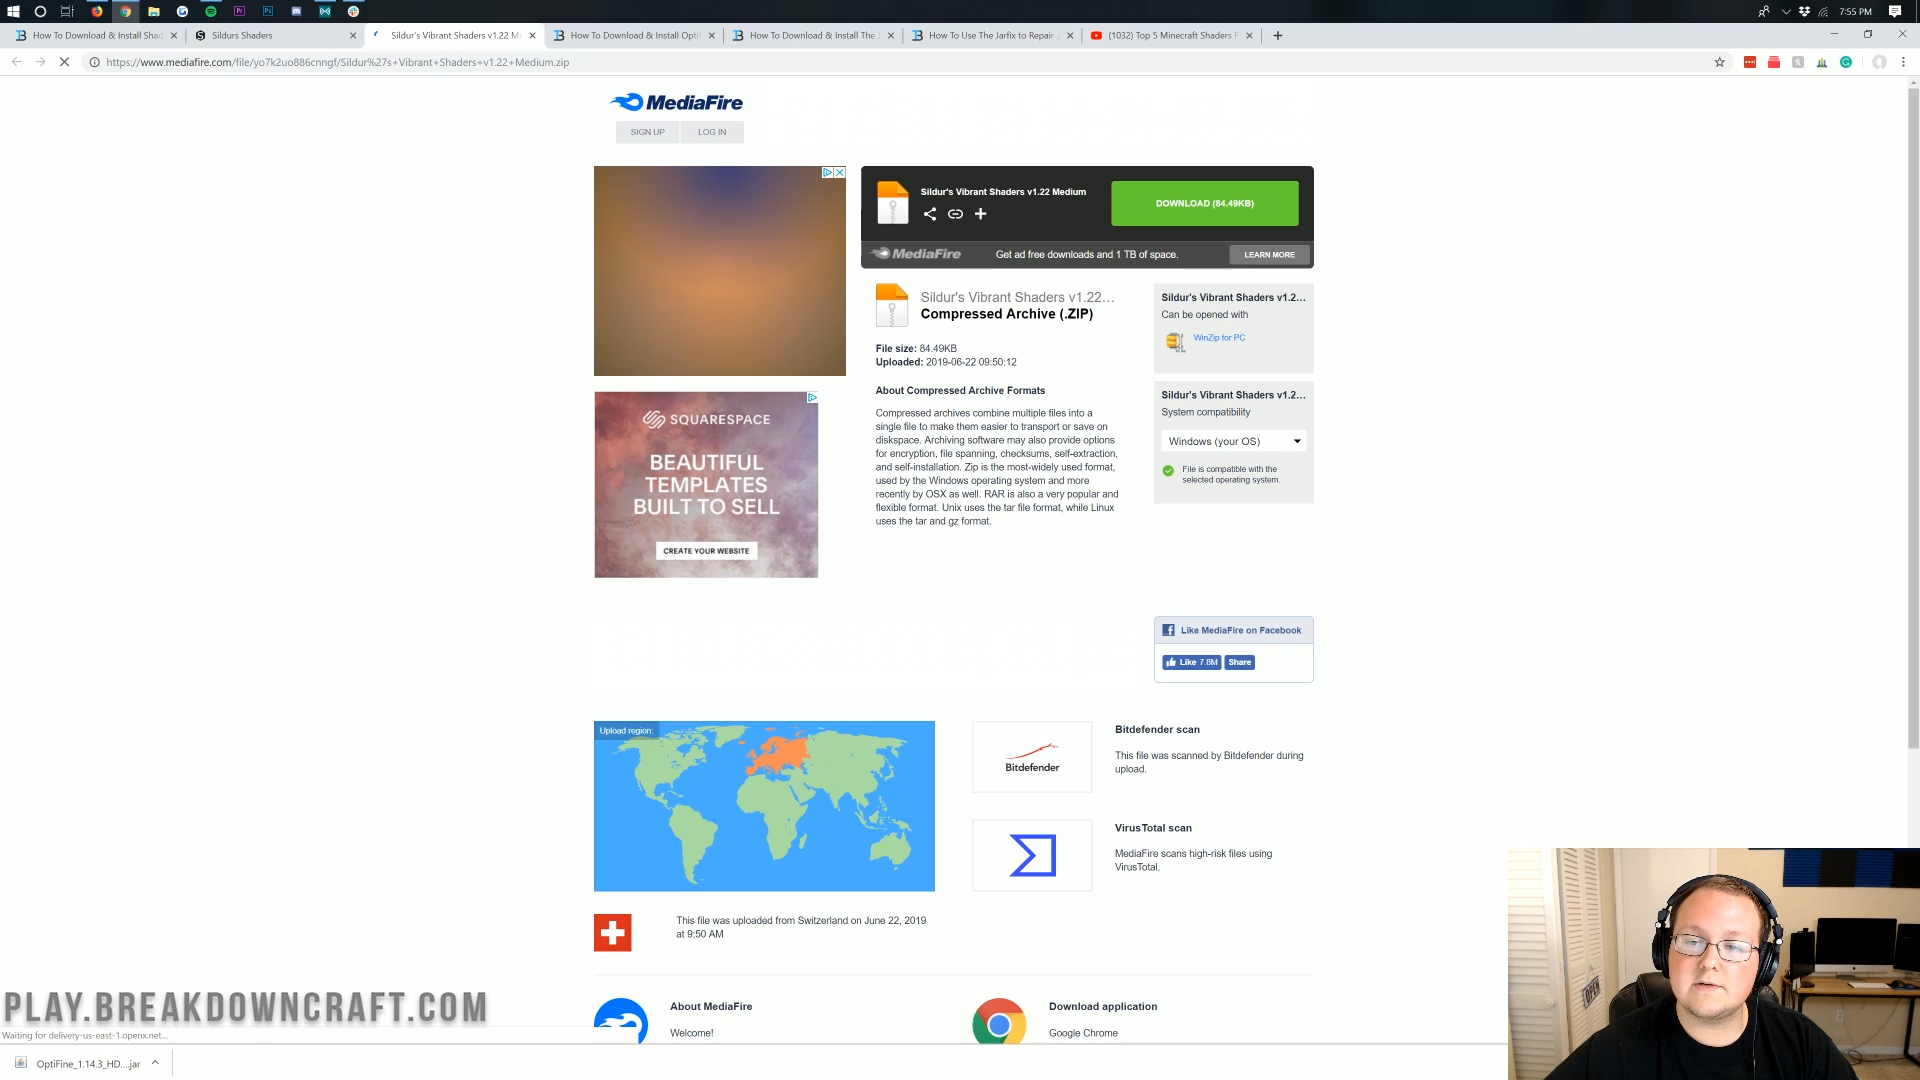 7:55 PM
How To Download & Install Shad
Sildurs Shaders
Sildur's Vibrant Shaders v1.22 M
How To Download & Install Opti
How To Download & Install The
How To Use The Jarfix to Repair
(1032) Top 5 Minecraft Shaders
https://www.mediafire.com/file/yo7k2uo886cnngf/Sildur%27s+Vibrant+Shaders+v1.22+Medium.zip
MediaFire
SIGN UP
LOG IN
Sildur's Vibrant Shaders v1.22 Medium
DOWNLOAD (84.49KB)
MediaFire
Get ad free downloads and 1 TB of space.
LEARN MORE
Sildur's Vibrant Shaders v1.22...
Compressed Archive (.ZIP)
File size: 84.49KB
Uploaded: 2019-06-22 09:50:12
About Compressed Archive Formats
Compressed archives combine multiple files into a
single file to make them easier to transport or save on
diskspace. Archiving software may also provide options
for encryption, file spanning, checksums, self-extraction,
and self-installation. Zip is the most-widely used format,
used by the Windows operating system and more
recently by OSX as well. RAR is also a very popular and
flexible format. Unix uses the tar file format, while Linux
uses the tar and gz format.
Sildur's Vibrant Shaders v1.2...
Can be opened with
WinZip for PC
Sildur's Vibrant Shaders v1.2...
System compatibility
Windows (your OS)
File is compatible with the
selected operating system.
SQUARESPACE
BEAUTIFUL
TEMPLATES
BUILT TO SELL
CREATE YOUR WEBSITE
Like MediaFire on Facebook
Like 7.8M
Share
Upload region:
Bitdefender
Bitdefender scan
This file was scanned by Bitdefender during
upload.
VirusTotal scan
MediaFire scans high-risk files using
VirusTotal.
This file was uploaded from Switzerland on June 22, 2019
at 9:50 AM
About MediaFire
Welcome!
Download application
Google Chrome
PLAY.BREAKDOWNCRAFT.COM
Waiting for delivery-us-east-1.openx.net...
OptiFine_1.14.3_HD....jar
OPEN